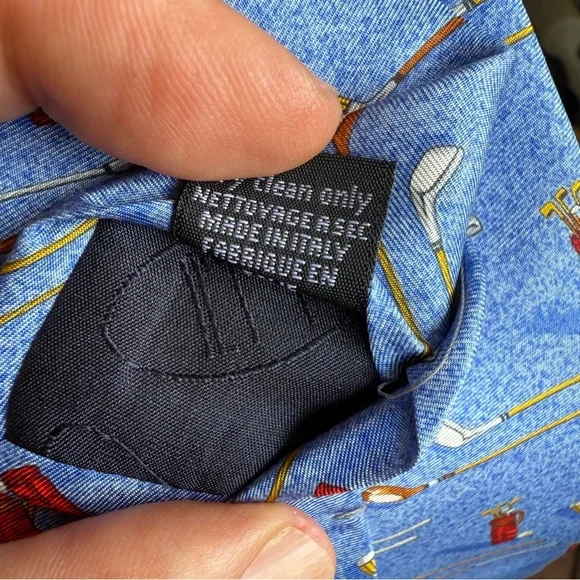 clean only
NETTOYAGE A SEC
MADE IN ITALY
FABRIQUE EN